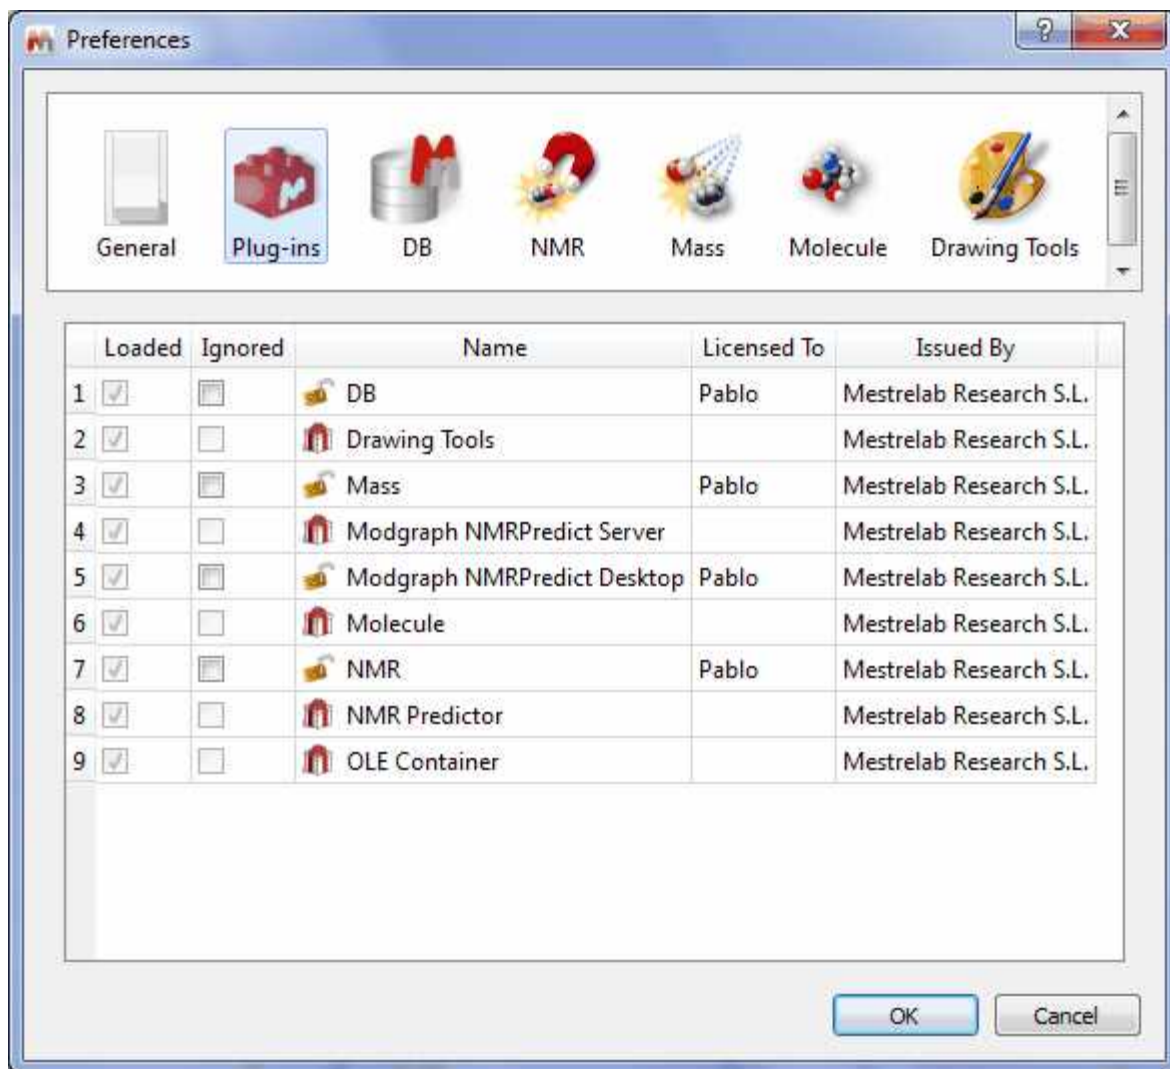 Preferences
General Plug-ins DB NMR Mass Molecule Drawing Tools
Loaded Ignored Name Licensed To Issued By
1 DB Pablo Mestrelab Research S.L.
2 Drawing Tools Mestrelab Research S.L.
3 Mass Pablo Mestrelab Research S.L.
4 Modgraph NMRPredict Server Mestrelab Research S.L.
5 Modgraph NMRPredict Desktop Pablo Mestrelab Research S.L.
6 Molecule Mestrelab Research S.L.
7 NMR Pablo Mestrelab Research S.L.
8 NMR Predictor Mestrelab Research S.L.
9 OLE Container Mestrelab Research S.L.
OK Cancel